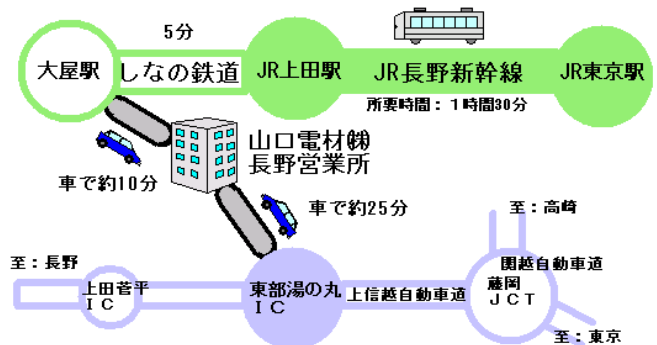 5分
大屋駅
しなの鉄道
JR上田駅
JR長野新幹線
JR東京駅
所要時間：1時間30分
山口電材㈱
長野営業所
車で約10分
車で約25分
至：高崎
至：長野
関越自動車道
上田菅平
ＩＣ
東部湯の丸
ＩＣ
上信越自動車道
藤岡
ＪＣＴ
至：東京